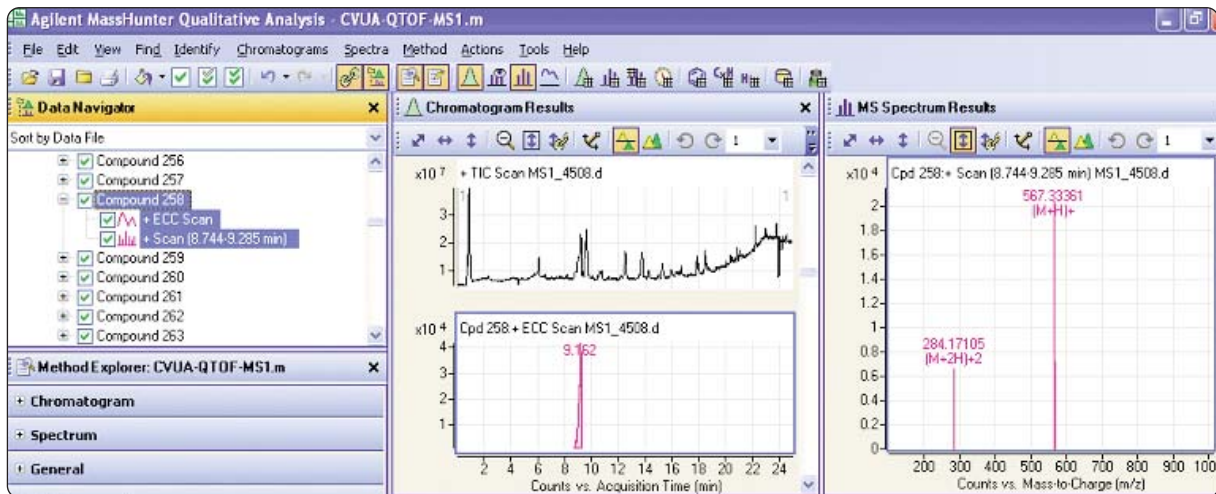 Agilent MassHunter Qualitative Analysis - CVUA-QTOF-MS1.m
File Edit View Find Identify Chromatograms Spectra Method Actions Tools Help
Data Navigator
Sort by Data File
Compound 256
Compound 257
Compound 258
+ ECC Scan
+ Scan (8.744-9.285 min)
Compound 259
Compound 260
Compound 261
Compound 262
Compound 263
Method Explorer: CVUA-QTOF-MS1.m
+ Chromatogram
+ Spectrum
+ General
Chromatogram Results
1
x10 7 + TIC Scan MS1_4508.d
1 1
3-
2-
1-
x10 4 Cpd 258:+ ECC Scan MS1_4508.d
9.162
4-
3-
2-
1-
2 4 6 8 10 12 14 16 18 20 22 24
Counts vs. Acquisition Time (min)
MS Spectrum Results
1
x10 4 Cpd 258:+ Scan (8.744-9.285 min) MS1_4508.d
567.33361
(M+H)+
284.17105
(M+2H)+2
2-
1.8-
1.6-
1.4-
1.2-
1-
0.8-
0.6-
0.4-
0.2-
0-
200 300 400 500 600 700 800 900 100
Counts vs. Mass-to-Charge (m/z)